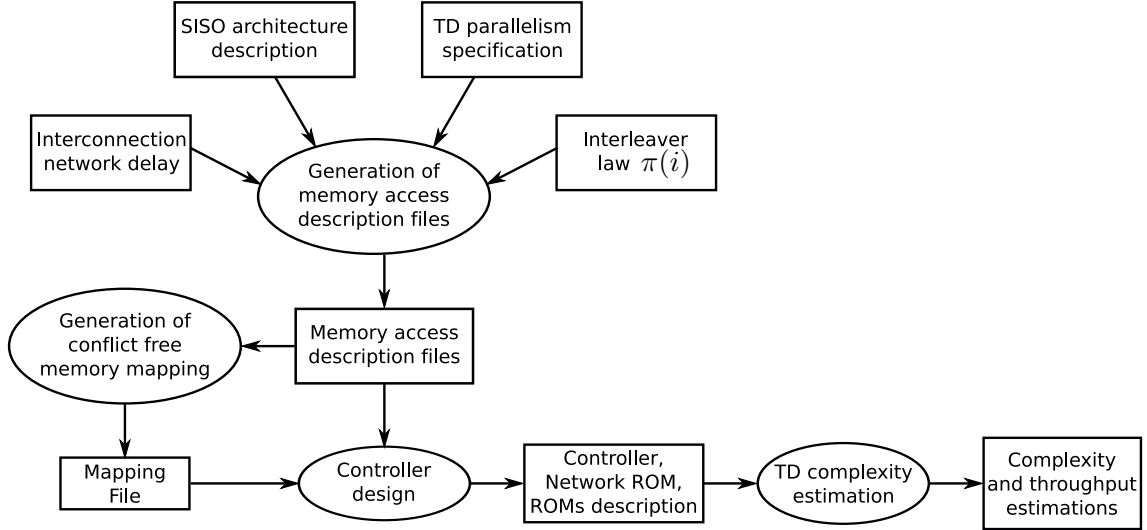 SISO architecture
description
TD parallelism
specification
Interconnection
network delay
Interleaver
law π(i)
Generation of
memory access
description files
Generation of
conflict free
memory mapping
Memory access
description files
Mapping
File
Controller
design
Controller,
Network ROM,
ROMs description
TD complexity
estimation
Complexity
and throughput
estimations